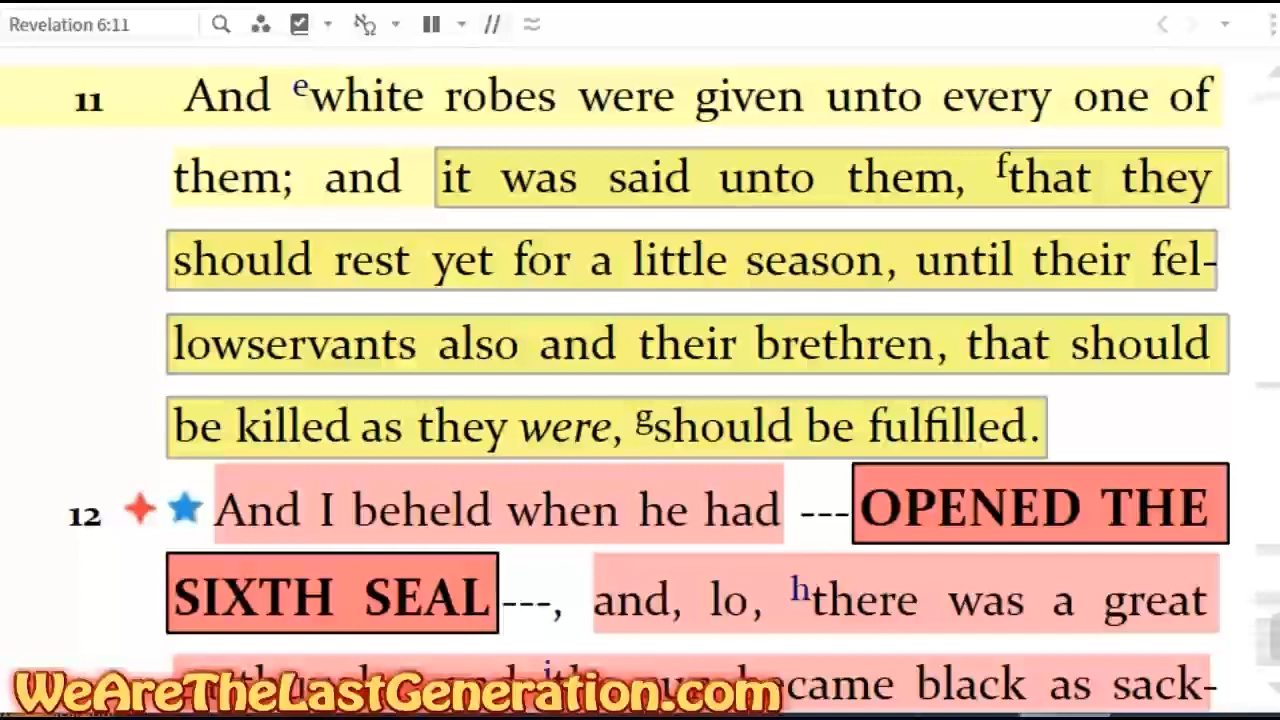 Revelation 6:11
11 And ᵉwhite robes were given unto every one of
them; and it was said unto them, ᶠthat they
should rest yet for a little season, until their fel-
lowservants also and their brethren, that should
be killed as they were, ᵍshould be fulfilled.
12 And I beheld when he had ---OPENED THE
SIXTH SEAL---, and, lo, ʰthere was a great
became black as sack-
WeAreTheLastGeneration.com